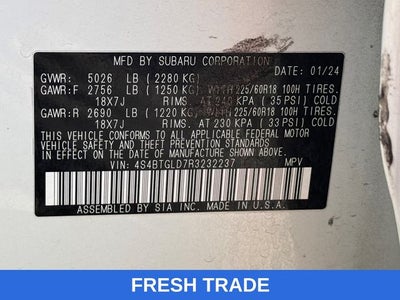 MFD BY SUBARU CORPORATION DATE: 01/24
GVWR: 5026 LB (2280 KG)
GAWR:F 2756 LB (1250 KG) WITH 225/60R18 100H TIRES.
18X7J RIMS. AT 240 KPA (35 PSI) COLD
GAWR:R 2690 LB (1220 KG) WITH 225/60R18 100H TIRES.
18X7J RIMS. AT 230 KPA (33 PSI) COLD
THIS VEHICLE CONFORMS TO ALL APPLICABLE U.S. FEDERAL
MOTOR VEHICLE SAFETY, BUMPER, AND THEFT PREVENTION
STANDARDS IN EFFECT ON THE DATE OF MANUFACTURE SHOWN
ABOVE.
VIN: 4S4BTGLD7R3232237 MPV
ASSEMBLED BY SIA INC. MADE IN U.S.A.
FRESH TRADE